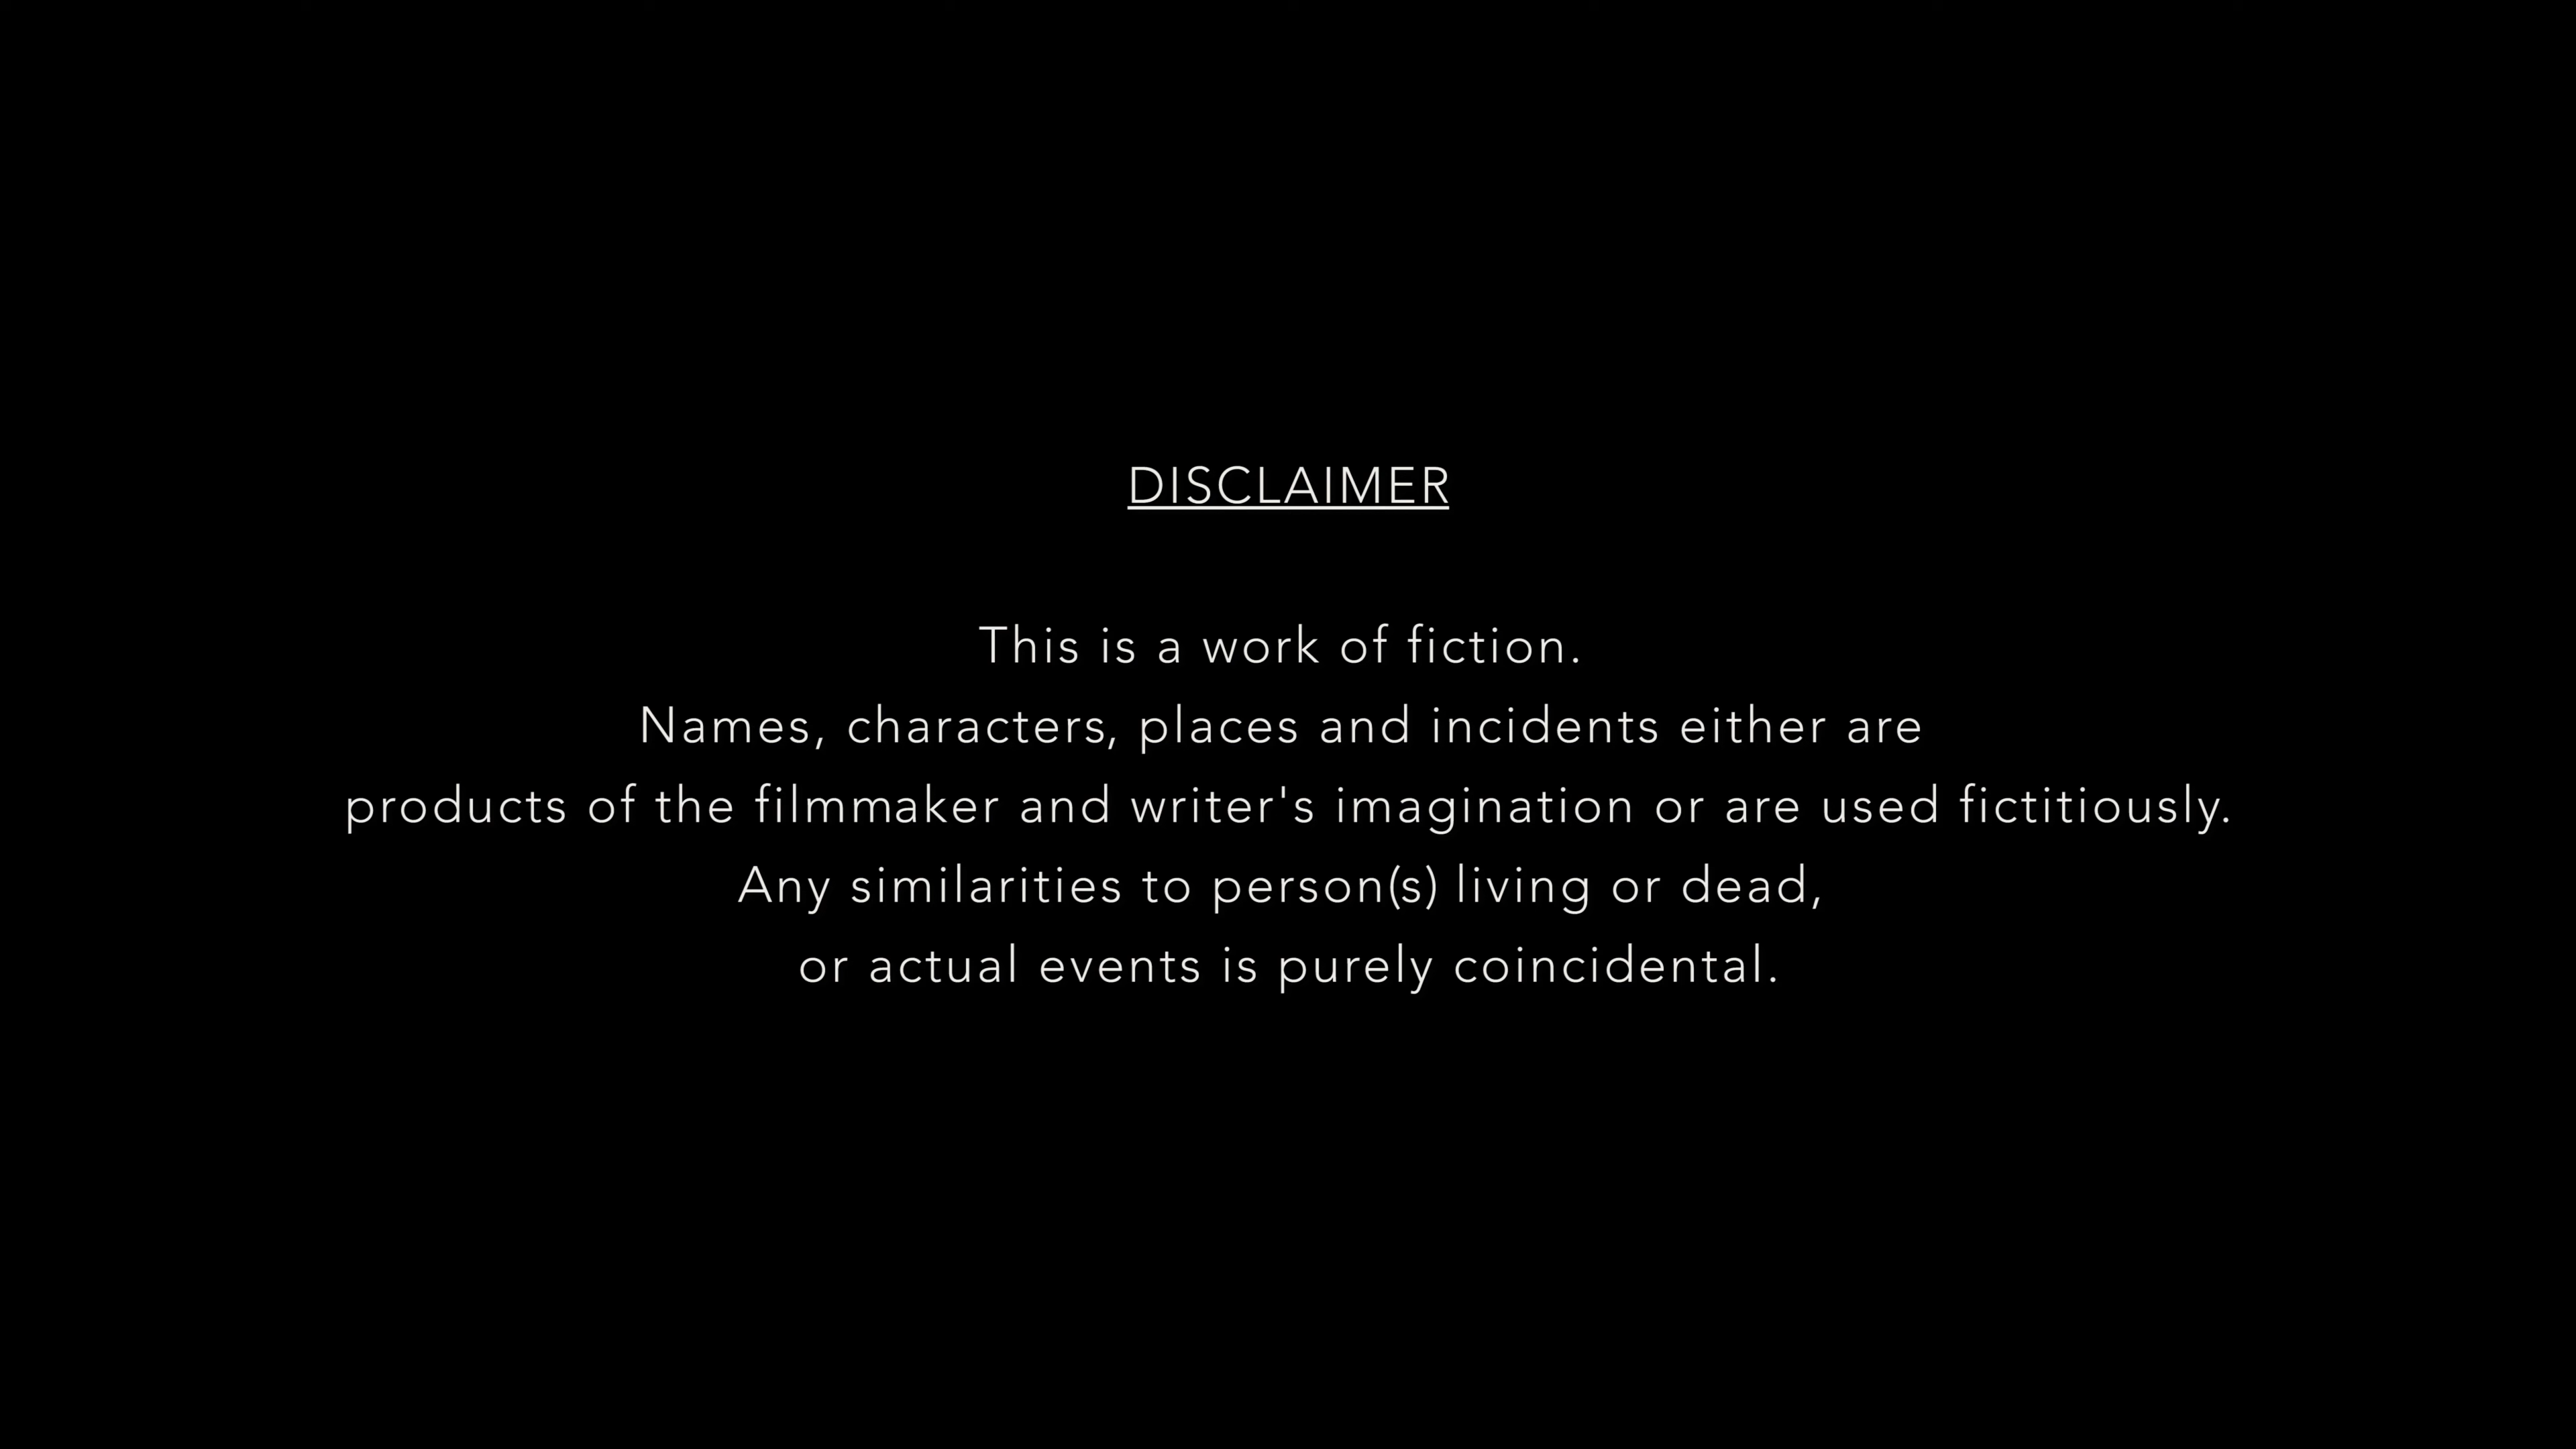 DISCLAIMER
This is a work of fiction.
Names, characters, places and incidents either are
products of the filmmaker and writer's imagination or are used fictitiously.
Any similarities to person(s) living or dead,
or actual events is purely coincidental.